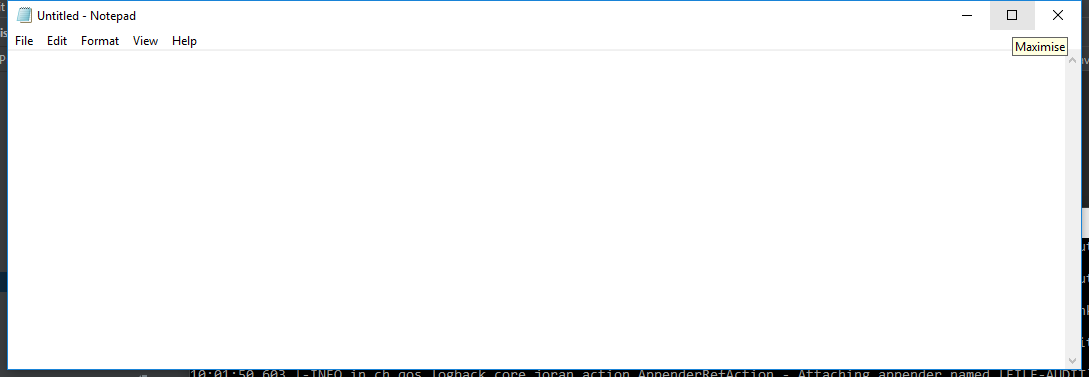 Untitled - Notepad
File Edit Format View Help
Maximise
10:01:50,603 |-INFO in ch.qos.logback.core.joran.action.AppenderRefAction - Attaching appender named [FILE-AUDIT